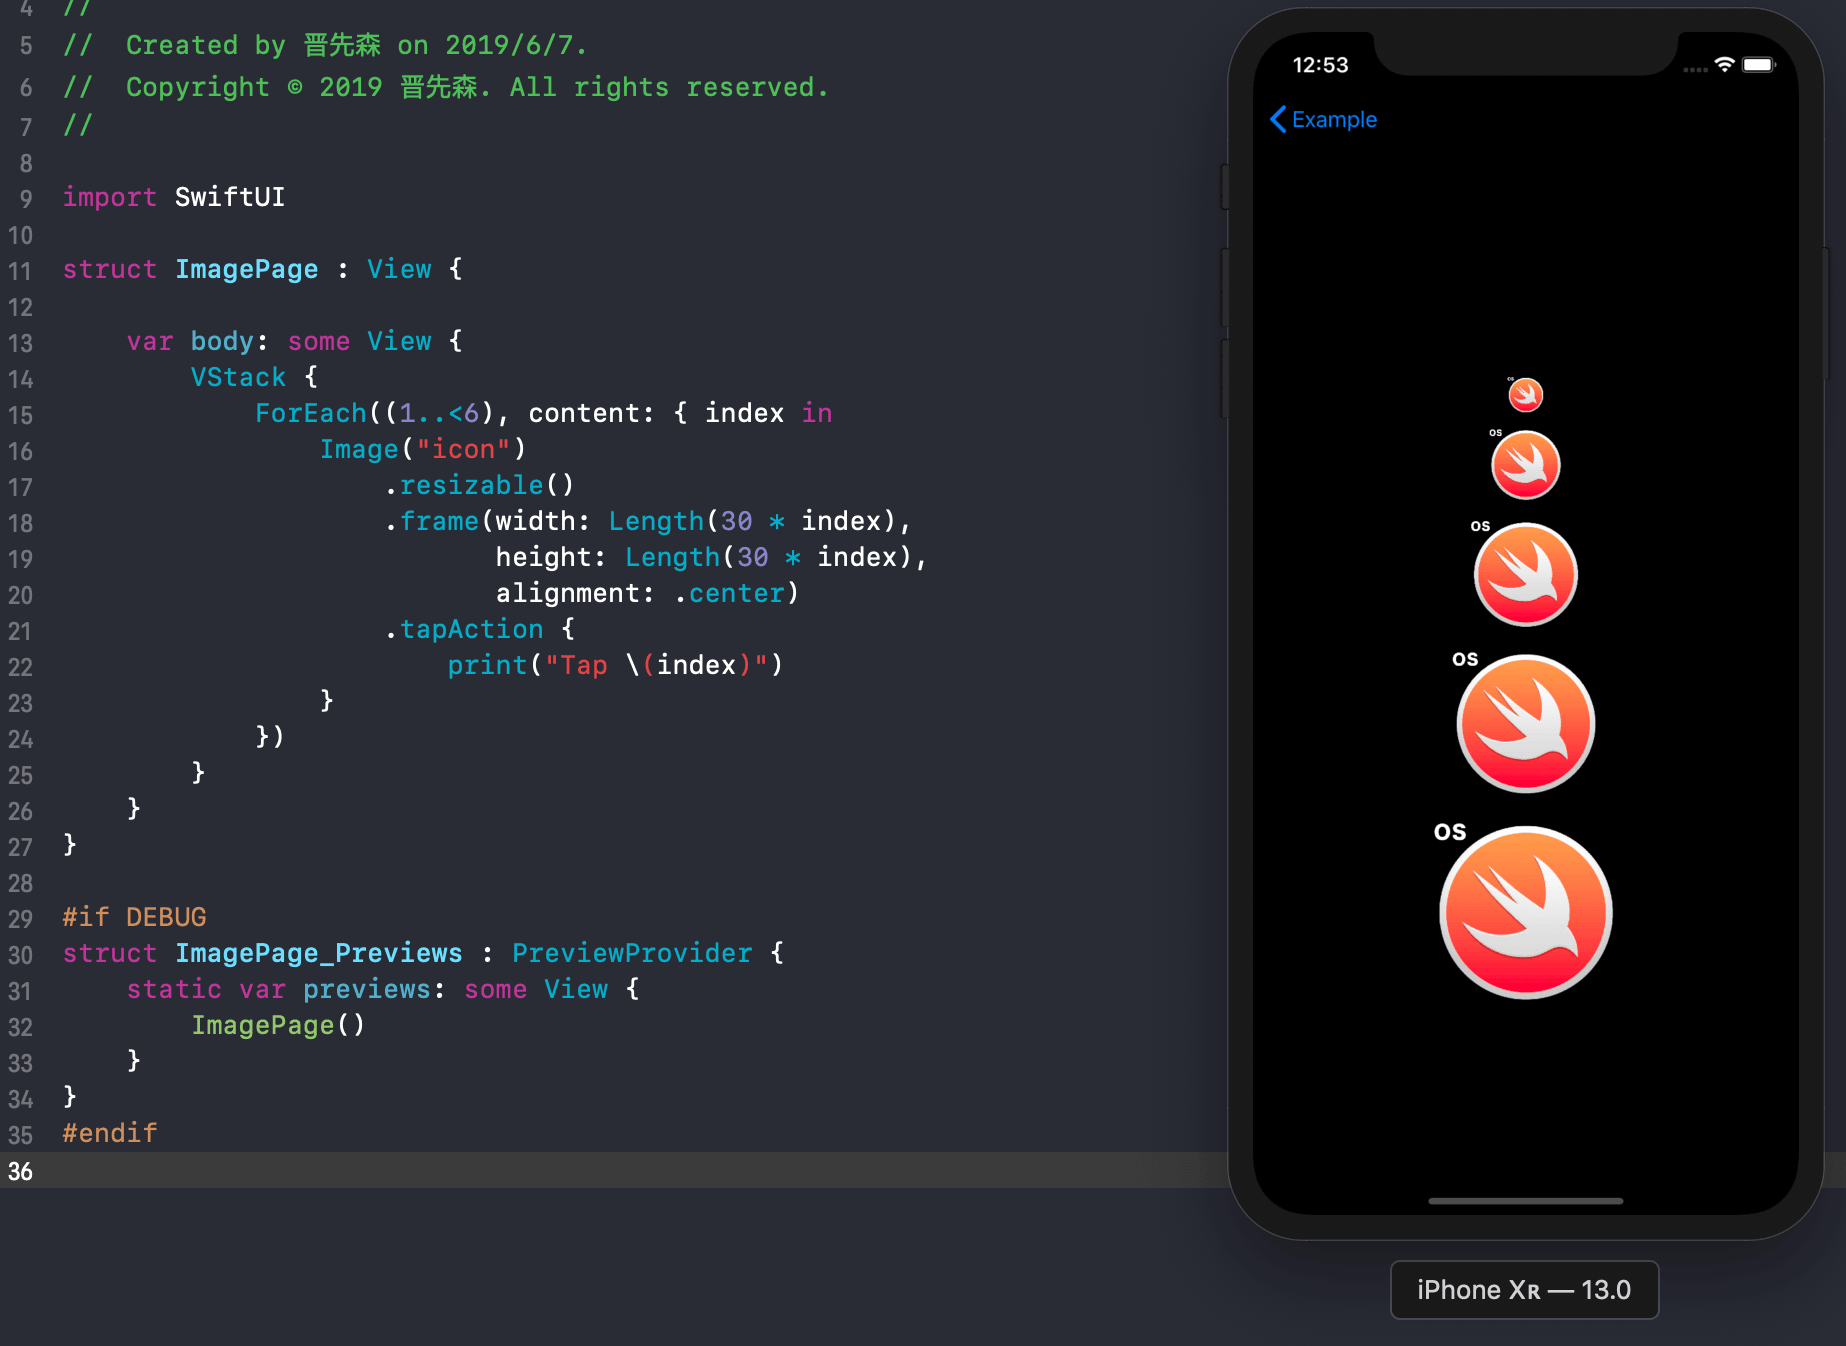 4 //
5 // Created by 晋先森 on 2019/6/7.
6 // Copyright © 2019 晋先森. All rights reserved.
7 //
8
9 import SwiftUI
10
11 struct ImagePage : View {
12
13 var body: some View {
14 VStack {
15 ForEach((1..<6), content: { index in
16 Image("icon")
17 .resizable()
18 .frame(width: Length(30 * index),
19 height: Length(30 * index),
20 alignment: .center)
21 .tapAction {
22 print("Tap \(index)")
23 }
24 })
25 }
26 }
27 }
28
29 #if DEBUG
30 struct ImagePage_Previews : PreviewProvider {
31 static var previews: some View {
32 ImagePage()
33 }
34 }
35 #endif
36
12:53
Example
os
os
os
os
os
iPhone XR — 13.0